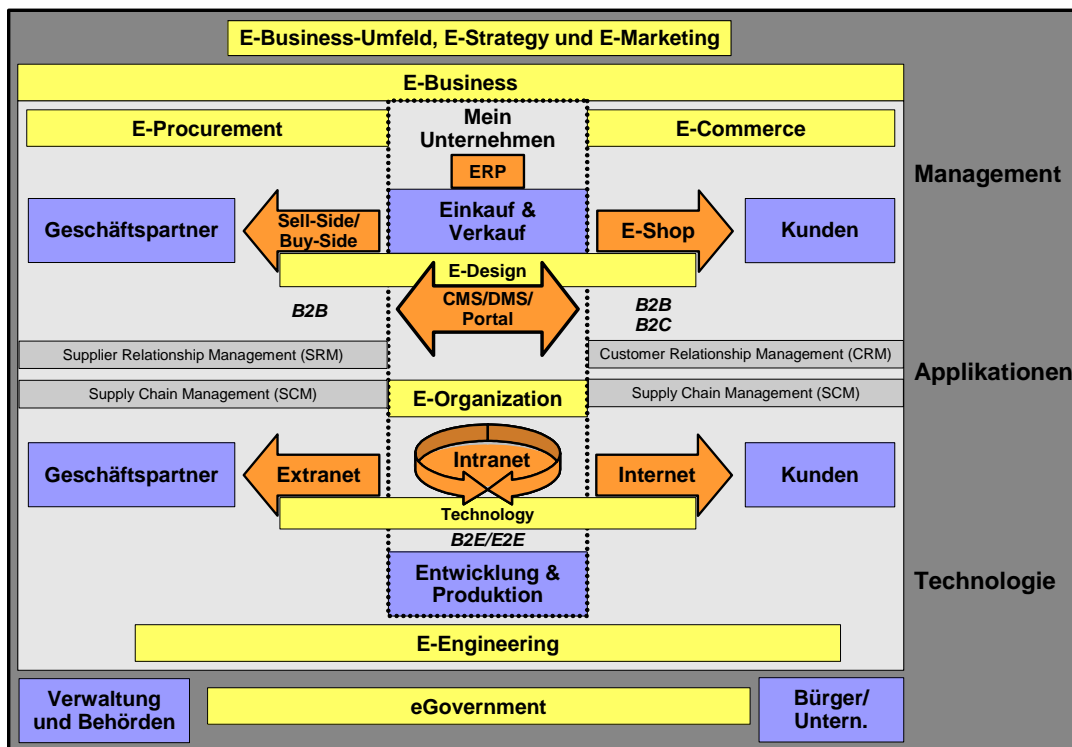 E-Business-Umfeld, E-Strategy und E-Marketing
E-Business
E-Procurement
Mein
Unternehmen
E-Commerce
ERP
Management
Geschäftspartner
Sell-Side/
Buy-Side
Einkauf &
Verkauf
E-Shop
Kunden
E-Design
B2B
CMS/DMS/
Portal
B2B
B2C
Supplier Relationship Management (SRM)
Customer Relationship Management (CRM)
Applikationen
Supply Chain Management (SCM)
E-Organization
Supply Chain Management (SCM)
Geschäftspartner
Extranet
Intranet
Internet
Kunden
Technology
B2E/E2E
Entwicklung &
Produktion
Technologie
E-Engineering
Verwaltung
und Behörden
eGovernment
Bürger/
Untern.